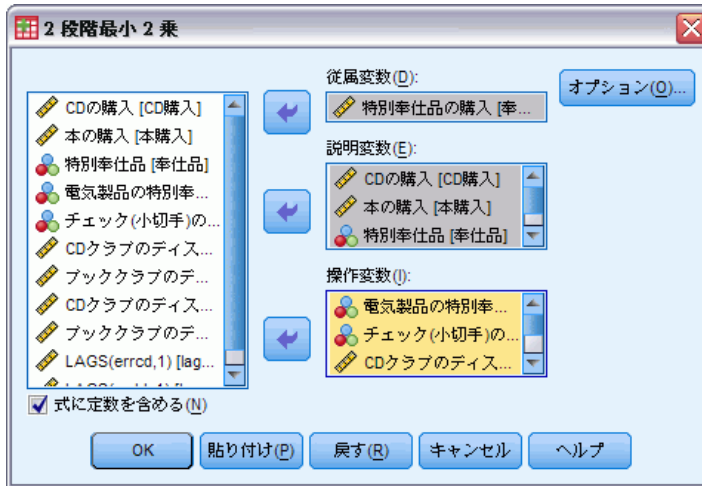 2 段階最小 2 乗
CDの購入 [CD購入]
本の購入 [本購入]
特別奉仕品 [奉仕品]
電気製品の特別奉...
チェック(小切手)の...
CDクラブのディス...
ブッククラブのデ...
CDクラブのディス...
ブッククラブのデ...
LAGS(errcd,1) [lag...
式に定数を含める(N)
従属変数(D):
特別奉仕品の購入 [奉...
説明変数(E):
CDの購入 [CD購入]
本の購入 [本購入]
特別奉仕品 [奉仕品]
操作変数(I):
電気製品の特別奉...
チェック(小切手)の...
CDクラブのディス...
オプション(O)...
OK
貼り付け(P)
戻す(R)
キャンセル
ヘルプ